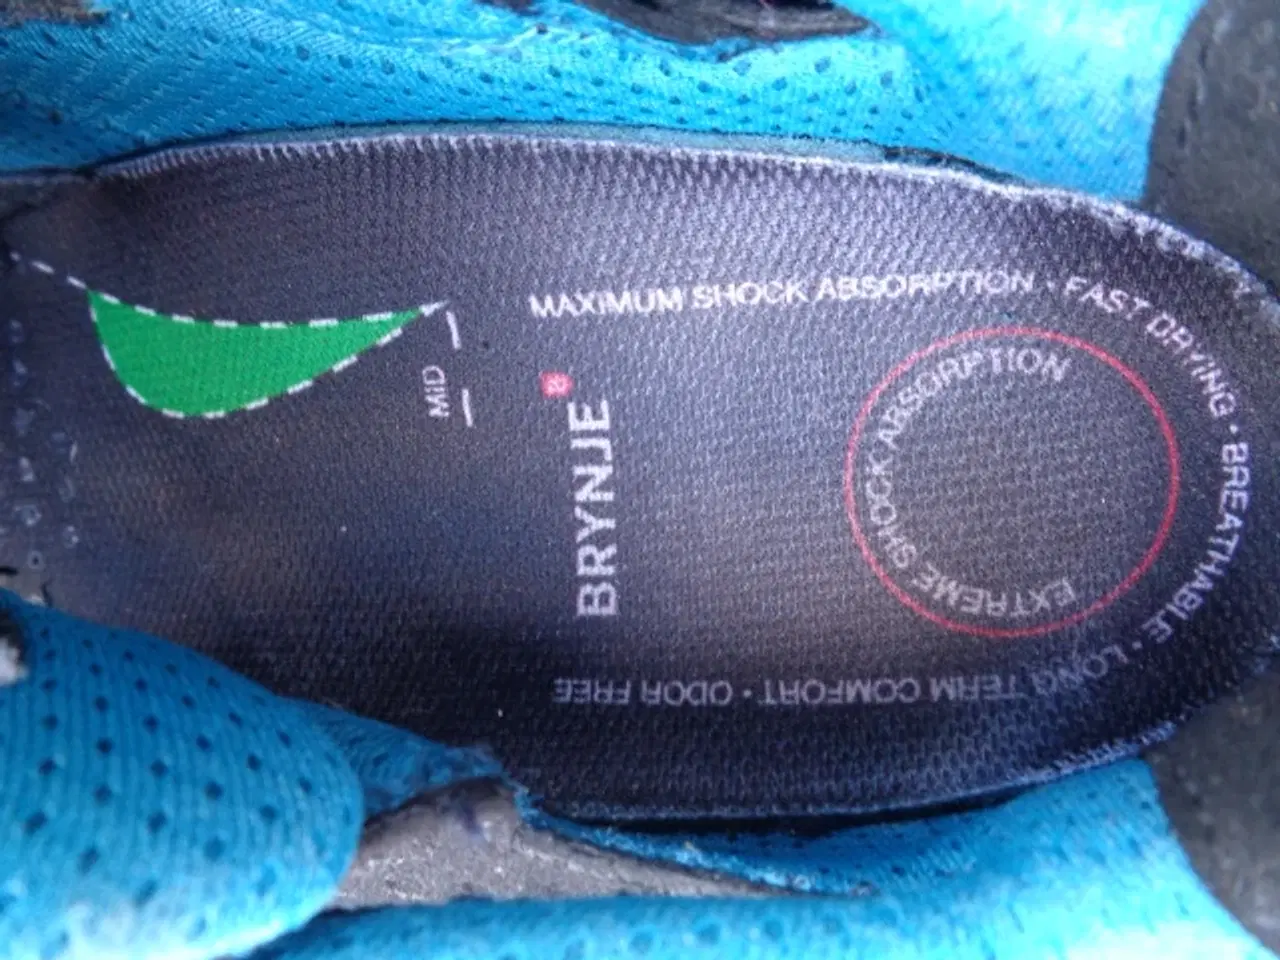 MAXIMUM SHOCK ABSORPTION · FAST DRYING · BREATHABLE · LONG TERM COMFORT · ODOR FREE
EXTREME SHOCK ABSORPTION
BRYNJE
MID